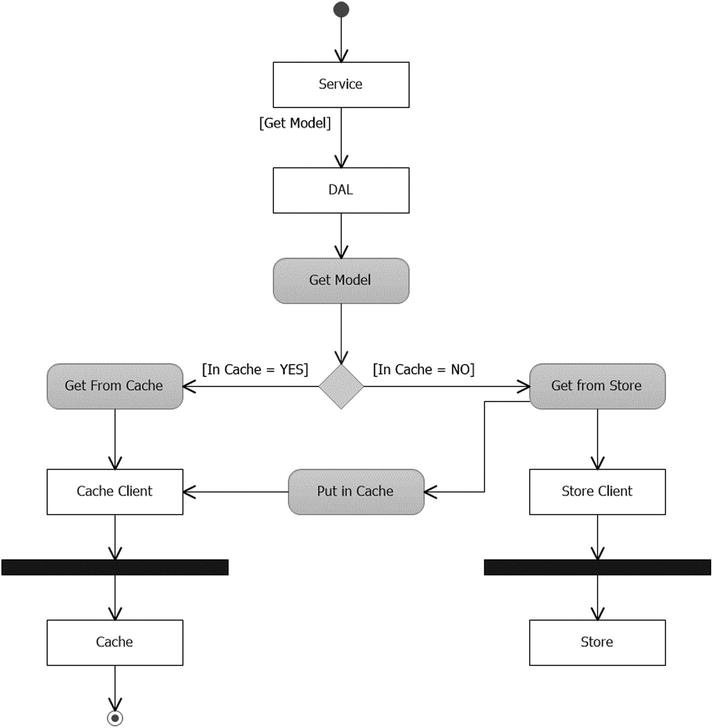 Service
[Get Model]
DAL
Get Model
[In Cache = YES]
[In Cache = NO]
Get From Cache
Get from Store
Cache Client
Put in Cache
Store Client
Cache
Store